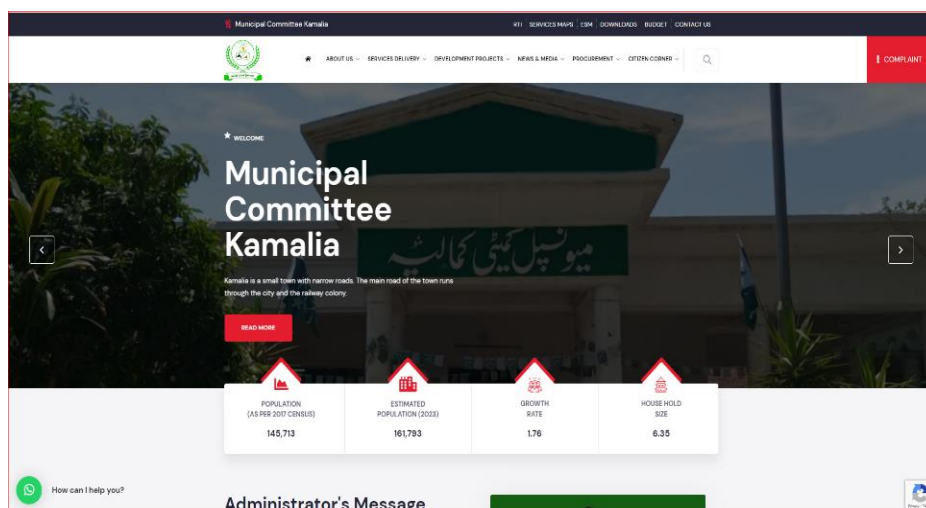 Municipal Committee Kamalia
RTI SERVICES MAPS ESM DOWNLOADS BUDGET CONTACT US
ABOUT US SERVICES DELIVERY DEVELOPMENT PROJECTS NEWS & MEDIA PROCUREMENT CITIZEN CORNER
COMPLAINT
WELCOME
Municipal
Committee
Kamalia
میونسپل کمیٹی کمالیہ
Kamalia is a small town with narrow roads. The main road of the town runs
through the city and the railway colony.
READ MORE
POPULATION
(AS PER 2017 CENSUS)
145,713
ESTIMATED
POPULATION (2023)
161,793
GROWTH
RATE
1.76
HOUSE HOLD
SIZE
6.35
How can I help you?
Administrator's Message